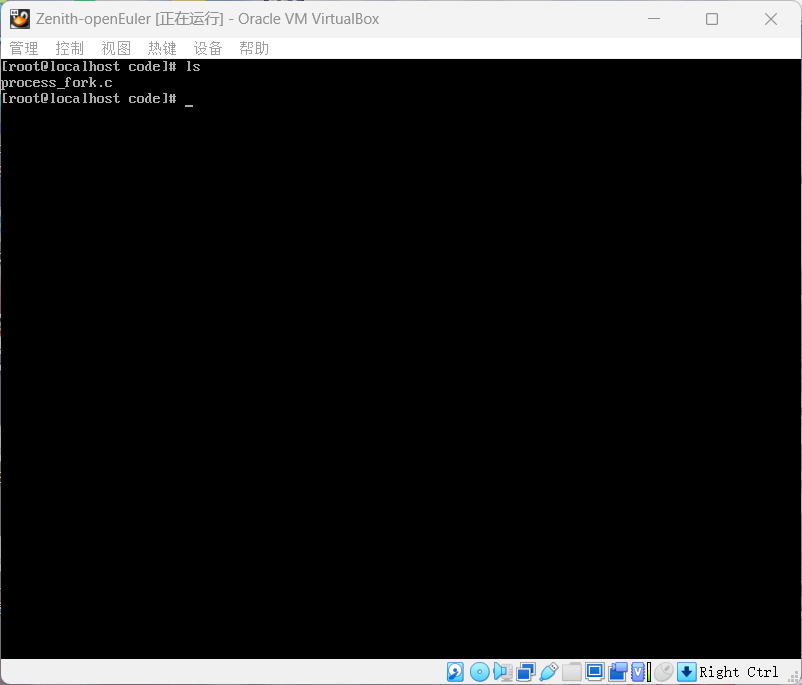 Zenith-openEuler [正在运行] - Oracle VM VirtualBox
管理 控制 视图 热键 设备 帮助
[root@localhost code]# ls
process_fork.c
[root@localhost code]# _
Right Ctrl